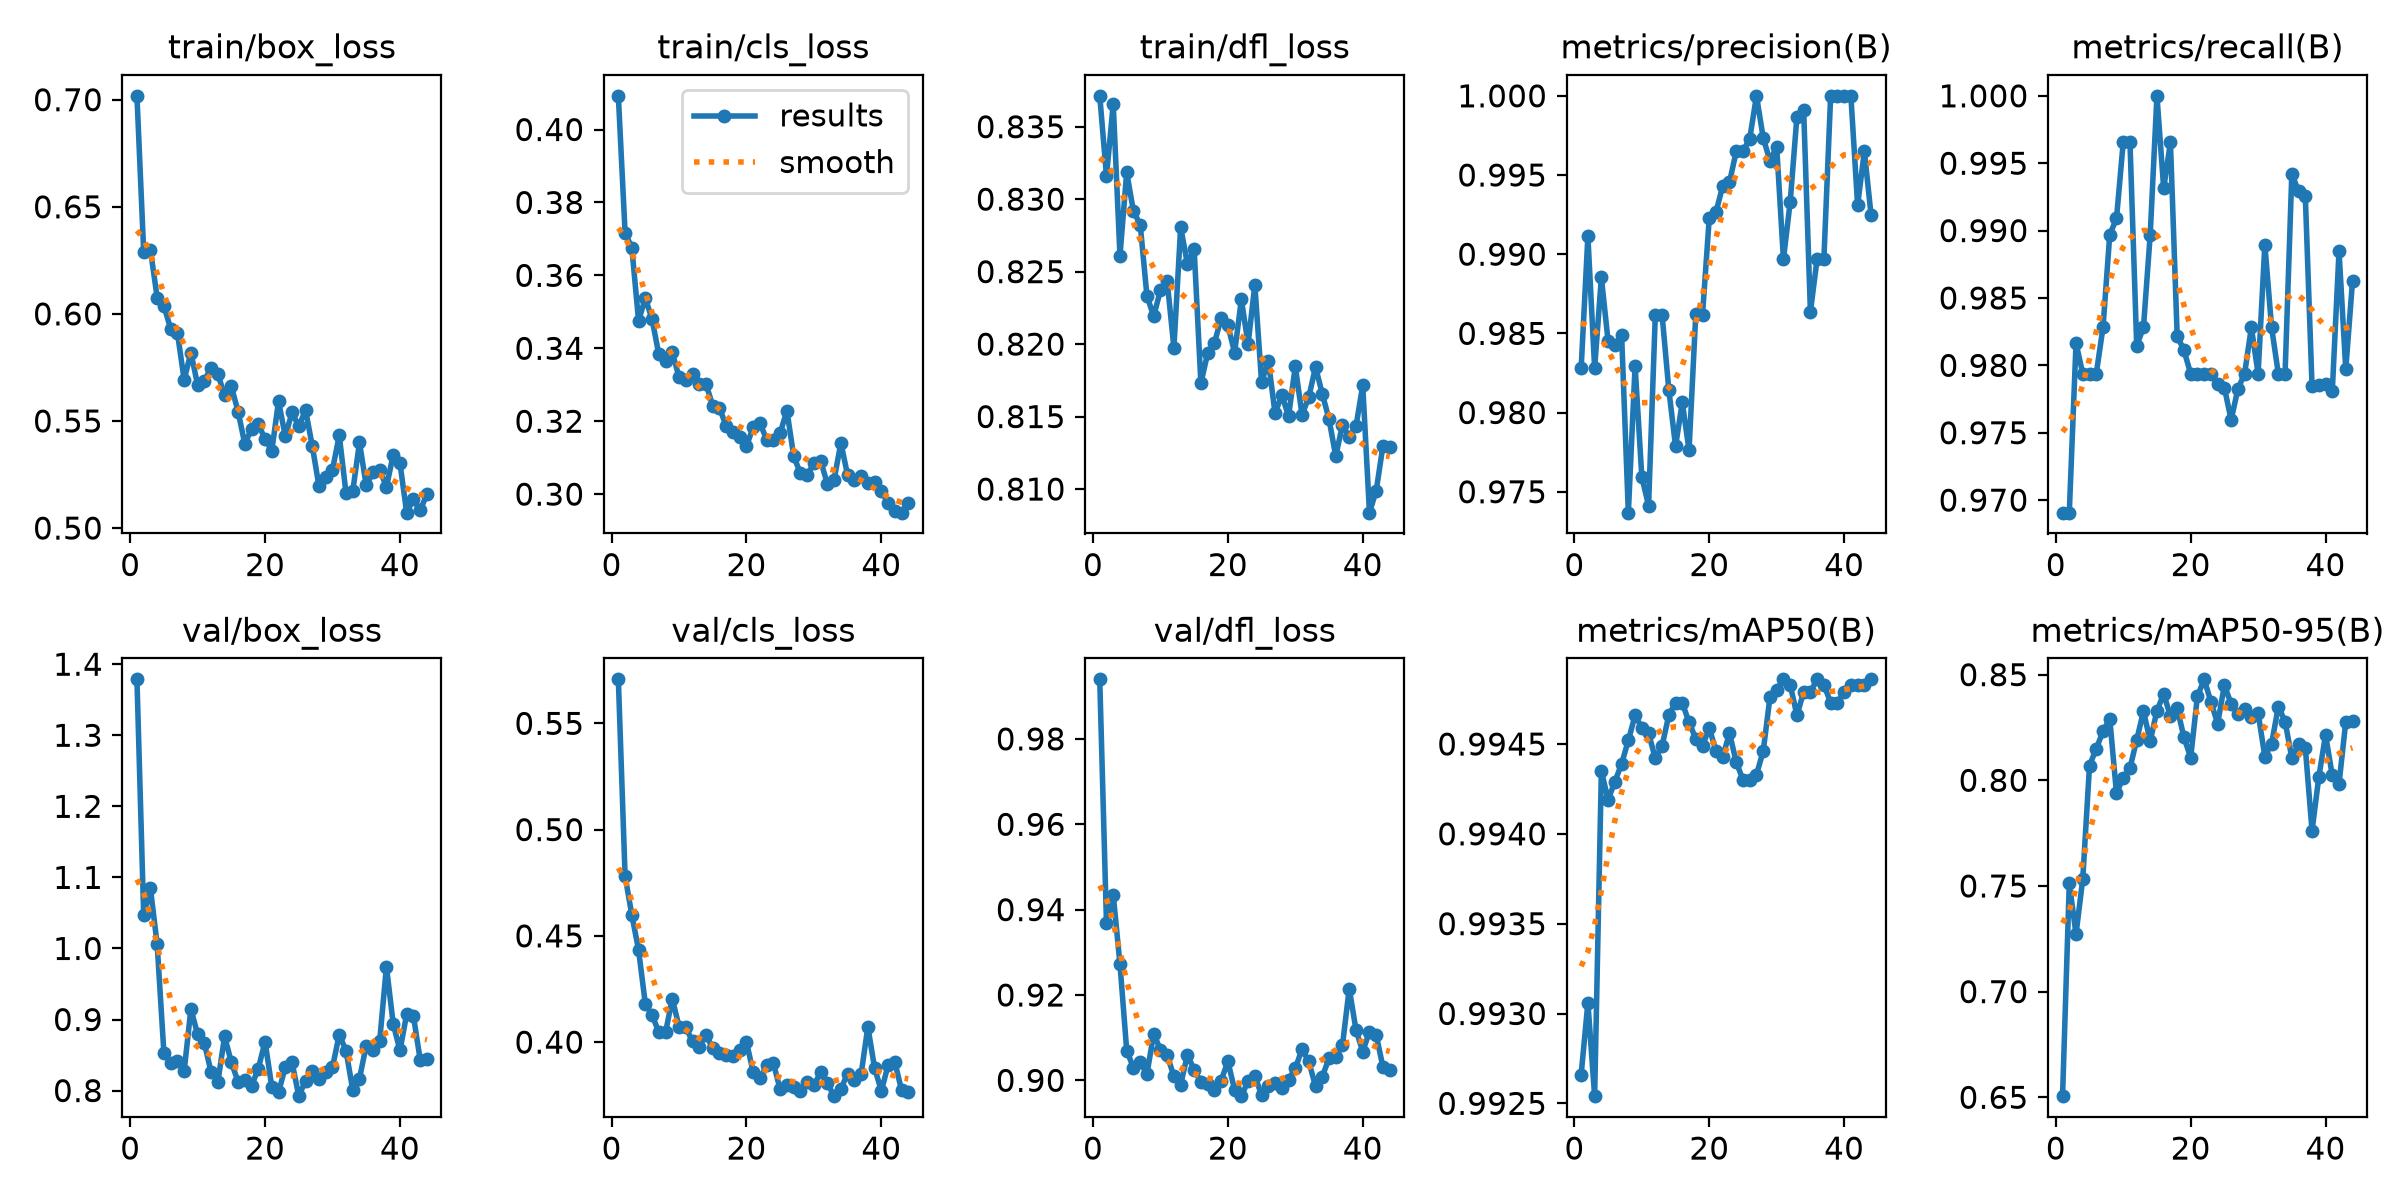 train/box_loss
0.70
0.65
0.60
0.55
0.50
0 20 40
train/cls_loss
results
smooth
0.40
0.38
0.36
0.34
0.32
0.30
0 20 40
train/dfl_loss
0.835
0.830
0.825
0.820
0.815
0.810
0 20 40
metrics/precision(B)
1.000
0.995
0.990
0.985
0.980
0.975
0 20 40
metrics/recall(B)
1.000
0.995
0.990
0.985
0.980
0.975
0.970
0 20 40
val/box_loss
1.4
1.3
1.2
1.1
1.0
0.9
0.8
0 20 40
val/cls_loss
0.55
0.50
0.45
0.40
0 20 40
val/dfl_loss
0.98
0.96
0.94
0.92
0.90
0 20 40
metrics/mAP50(B)
0.9945
0.9940
0.9935
0.9930
0.9925
0 20 40
metrics/mAP50-95(B)
0.85
0.80
0.75
0.70
0.65
0 20 40